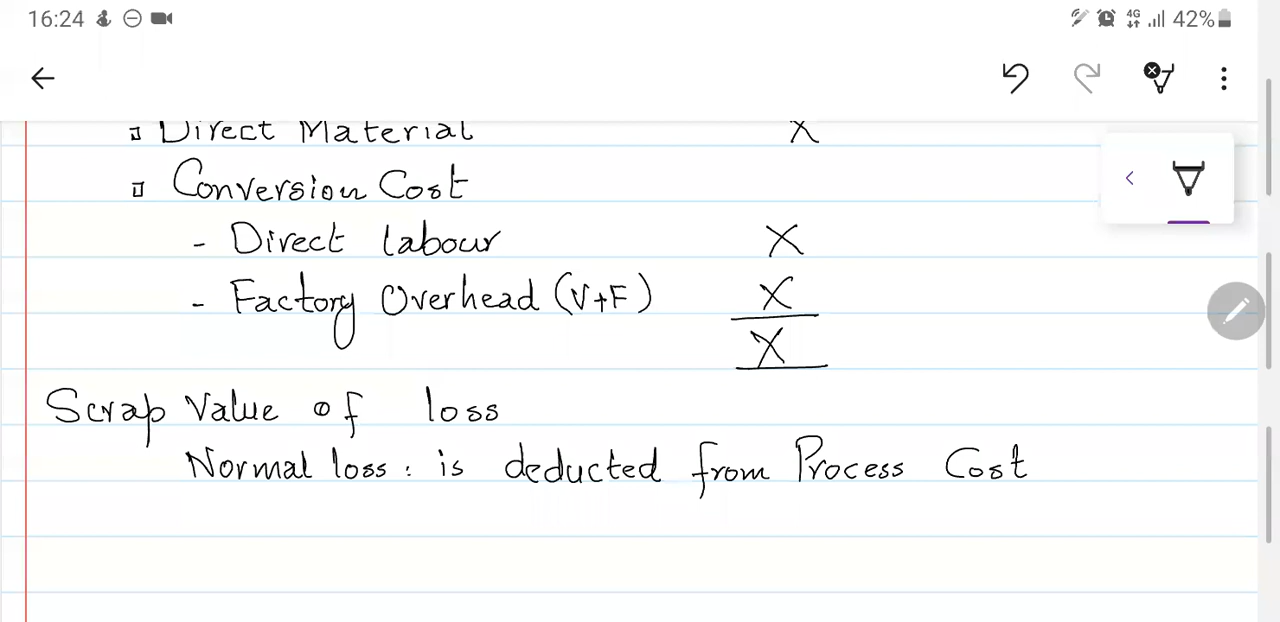 16:24 4G 42%
Direct Material X
Conversion Cost
- Direct labour X
- Factory Overhead (V+F) X
X
Scrap Value of loss
Normal loss: is deducted from Process Cost